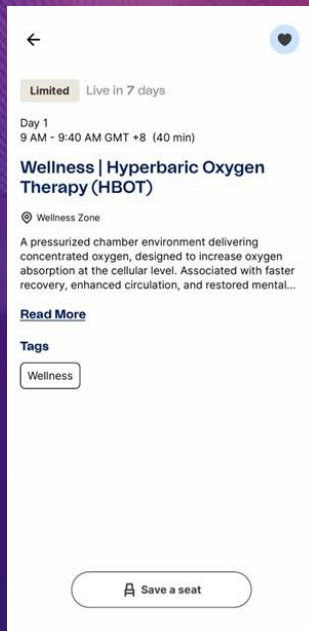 Limited Live in 7 days
Day 1
9 AM - 9:40 AM GMT +8 (40 min)
Wellness | Hyperbaric Oxygen
Therapy (HBOT)
Wellness Zone
A pressurized chamber environment delivering
concentrated oxygen, designed to increase oxygen
absorption at the cellular level. Associated with faster
recovery, enhanced circulation, and restored mental...
Read More
Tags
Wellness
Save a seat